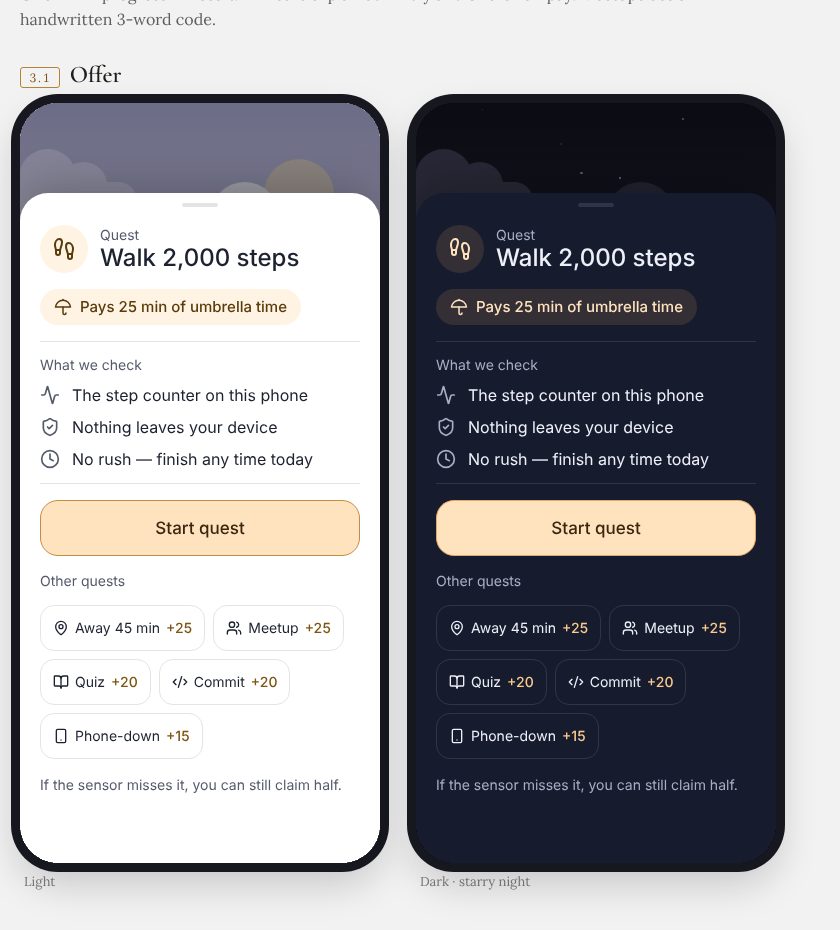 handwritten 3-word code.
3.1 Offer
Quest
Walk 2,000 steps
Pays 25 min of umbrella time
What we check
The step counter on this phone
Nothing leaves your device
No rush — finish any time today
Start quest
Other quests
Away 45 min +25
Meetup +25
Quiz +20
Commit +20
Phone-down +15
If the sensor misses it, you can still claim half.
Light
Quest
Walk 2,000 steps
Pays 25 min of umbrella time
What we check
The step counter on this phone
Nothing leaves your device
No rush — finish any time today
Start quest
Other quests
Away 45 min +25
Meetup +25
Quiz +20
Commit +20
Phone-down +15
If the sensor misses it, you can still claim half.
Dark · starry night